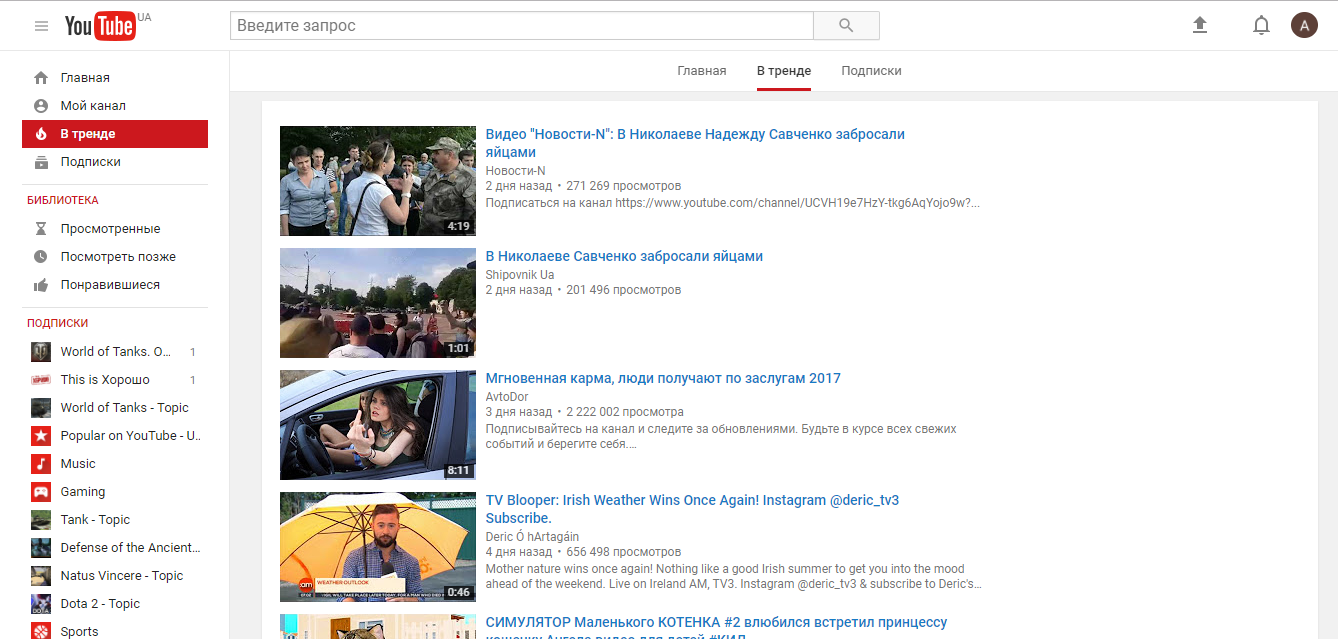 YouTube UA
Введите запрос
A
Главная
В тренде
Подписки
Главная
Мой канал
В тренде
Подписки
БИБЛИОТЕКА
Просмотренные
Посмотреть позже
Понравившиеся
ПОДПИСКИ
World of Tanks. O... 1
This is Хорошо 1
World of Tanks - Topic
Popular on YouTube - U..
Music
Gaming
Tank - Topic
Defense of the Ancient...
Natus Vincere - Topic
Dota 2 - Topic
Sports
Видео "Новости-N": В Николаеве Надежду Савченко забросали
яйцами
Новости-N
2 дня назад • 271 269 просмотров
Подписаться на канал https://www.youtube.com/channel/UCVH19e7HzY-tkg6AqYojo9w?...
4:19
В Николаеве Савченко забросали яйцами
Shipovnik Ua
2 дня назад • 201 496 просмотров
1:01
Мгновенная карма, люди получают по заслугам 2017
AvtoDor
3 дня назад • 2 222 002 просмотра
Подписывайтесь на канал и следите за обновлениями. Будьте в курсе всех свежих
событий и берегите себя....
8:11
TV Blooper: Irish Weather Wins Once Again! Instagram @deric_tv3
Subscribe.
Deric Ó hArtagáin
4 дня назад • 656 498 просмотров
Mother nature wins once again! Nothing like a good Irish summer to get you into the mood
ahead of the weekend. Live on Ireland AM, TV3. Instagram @deric_tv3 & subscribe to Deric's...
WEATHER OUTLOOK
0:46
СИМУЛЯТОР Маленького КОТЕНКА #2 влюбился встретил принцессу
кошечку Ангела видео для детей #КИД